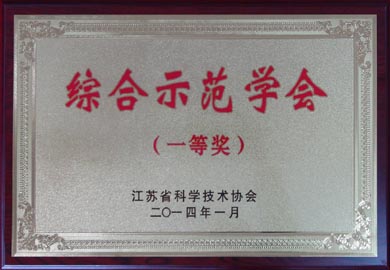 综合示范学会
（一等奖）
江苏省科学技术协会
二〇一四年一月